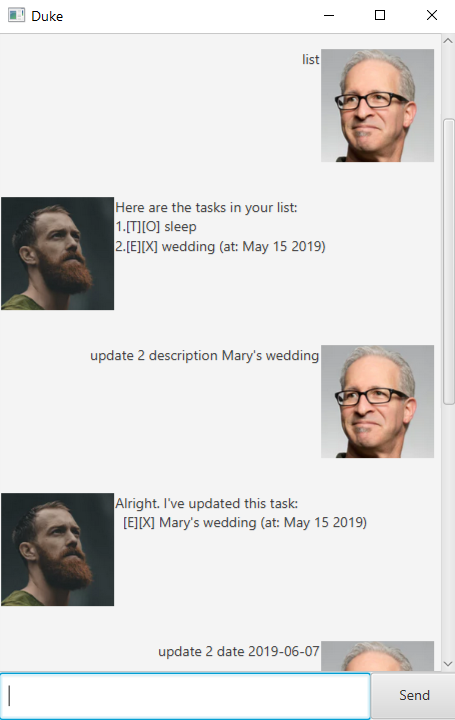 Duke
list
Here are the tasks in your list:
1.[T][O] sleep
2.[E][X] wedding (at: May 15 2019)
update 2 description Mary's wedding
Alright. I've updated this task:
[E][X] Mary's wedding (at: May 15 2019)
update 2 date 2019-06-07
Send